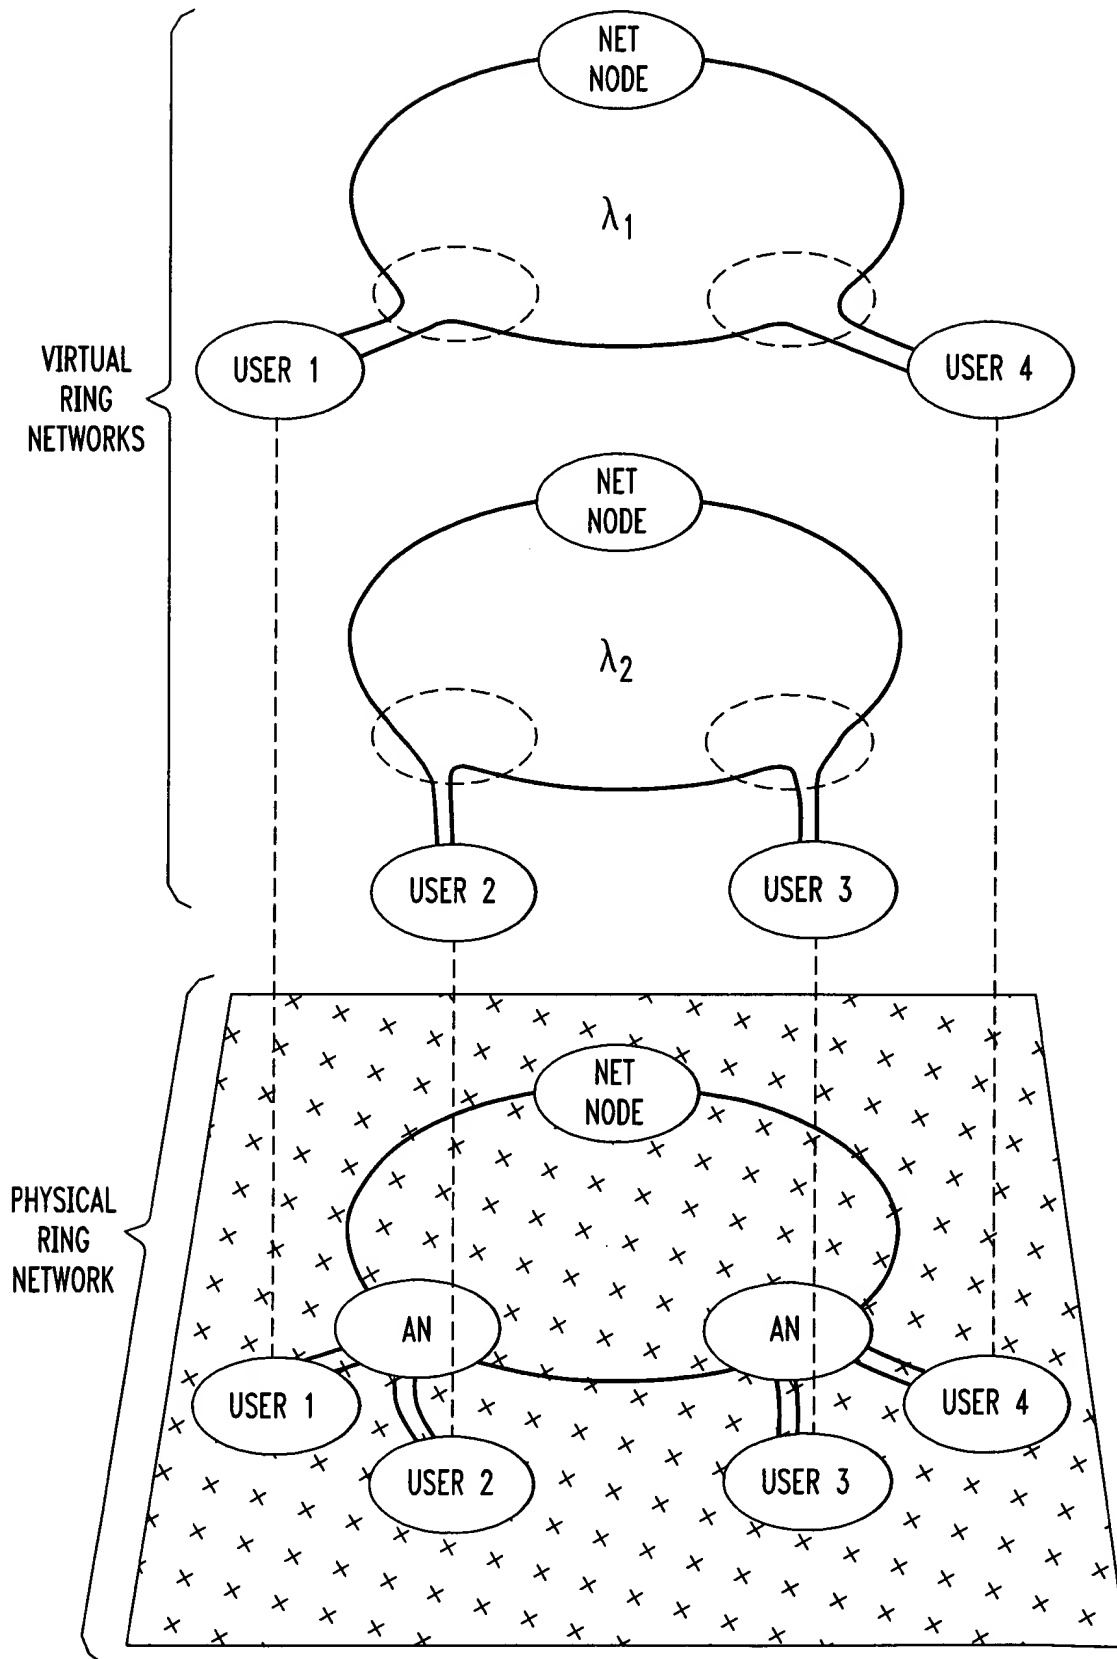 NET
NODE
λ1
USER 1
USER 4
VIRTUAL
RING
NETWORKS
NET
NODE
λ2
USER 2
USER 3
NET
NODE
PHYSICAL
RING
NETWORK
AN
AN
USER 1
USER 4
USER 2
USER 3